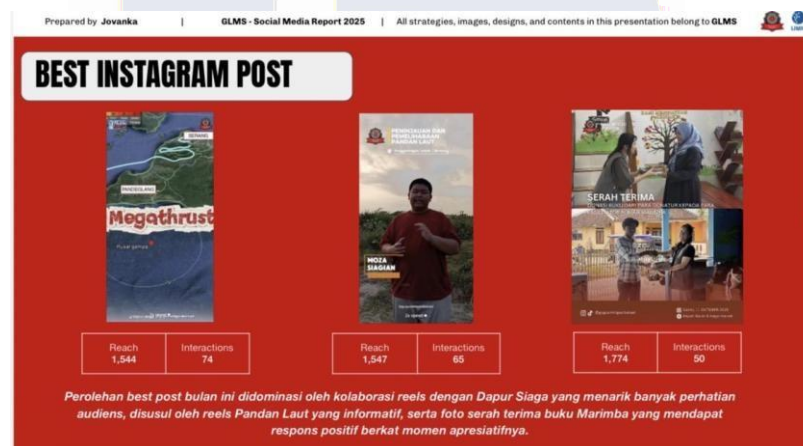 Prepared by Jovanka | GLMS - Social Media Report 2025 | All strategies, images, designs, and contents in this presentation belong to GLMS
BEST INSTAGRAM POST
SERANG
PANDEGLANG
Megathrust
PENGHIJAUAN DAN
PEMELIHARAAN
PANDAN LAUT
MOZA
SIAGIAN
SERAH TERIMA
Reach
1,544
Interactions
74
Reach
1,547
Interactions
65
Reach
1,774
Interactions
50
Perolehan best post bulan ini didominasi oleh kolaborasi reels dengan Dapur Siaga yang menarik banyak perhatian
audiens, disusul oleh reels Pandan Laut yang informatif, serta foto serah terima buku Marimba yang mendapat
respons positif berkat momen apresiatifnya.